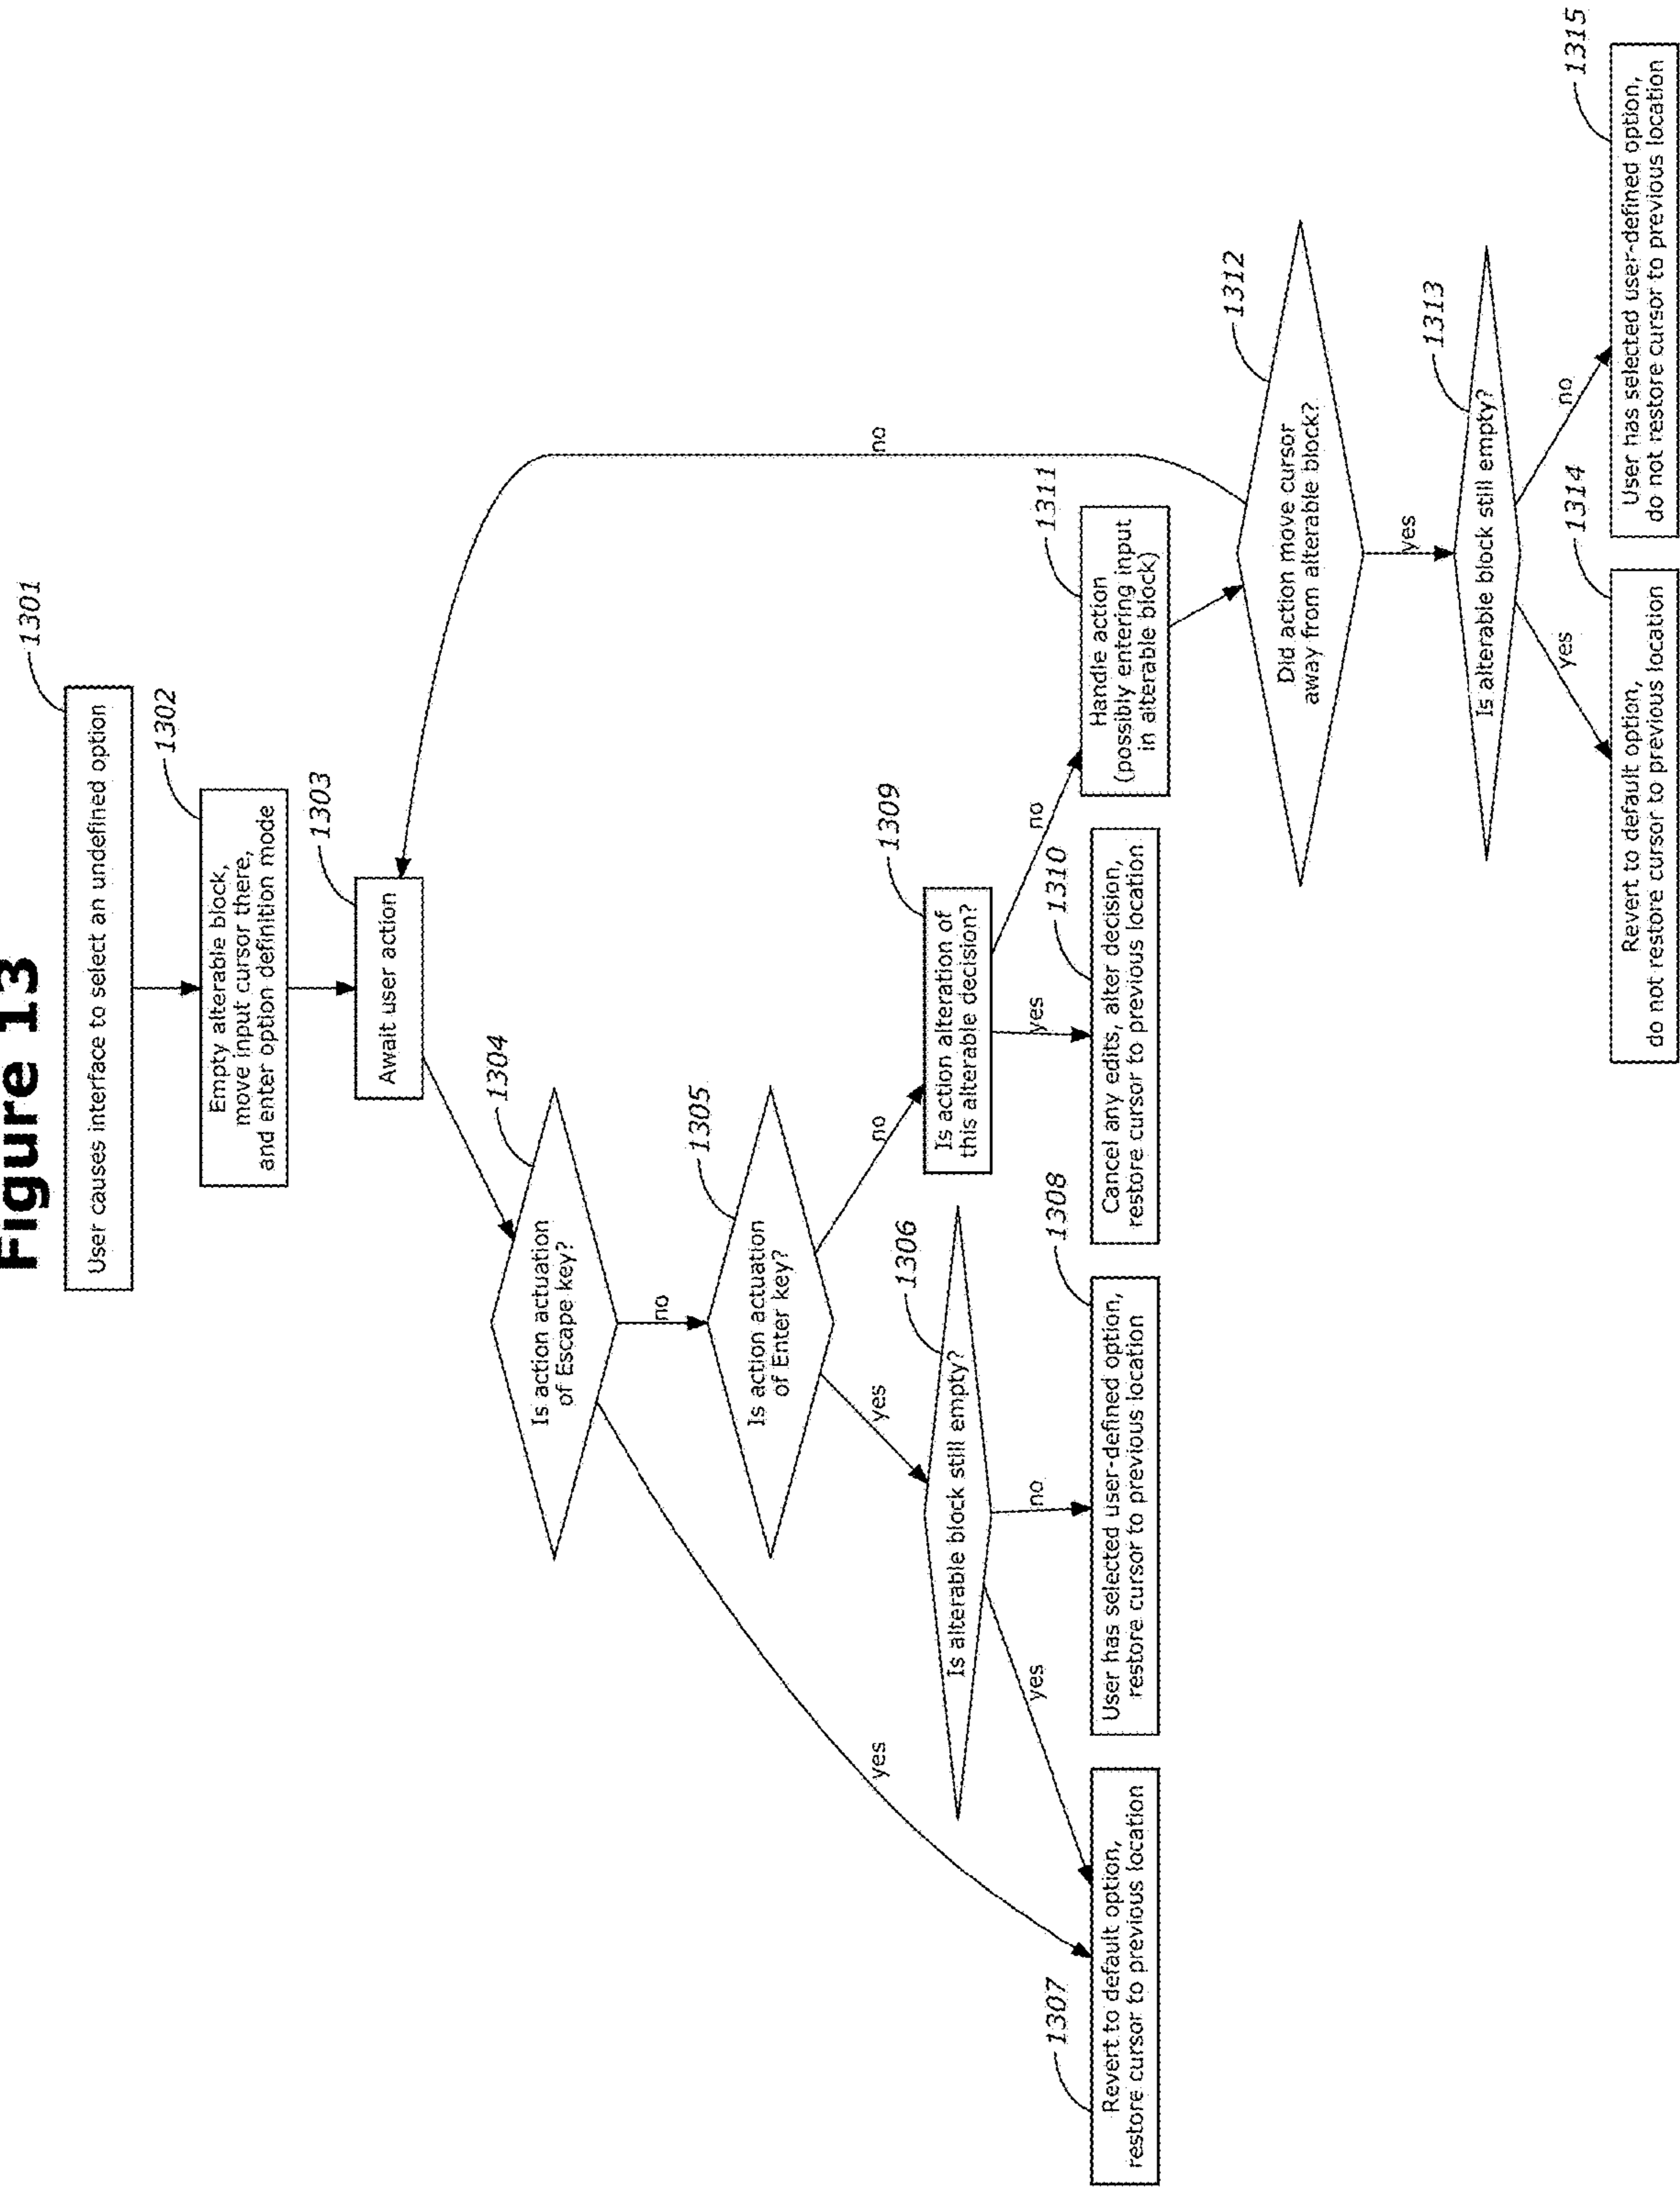 Figure 13
1301
User causes interface to select an undefined option
1302
Empty alterable block,
move input cursor there,
and enter option definition mode
1303
Await user action
1304
Is action actuation
of Escape key?
no
yes
1305
Is action actuation
of Enter key?
yes
no
1306
Is alterable block still empty?
yes
no
1309
Is action alteration of
this alterable decision?
yes
no
no
1307
Revert to default option,
restore cursor to previous location
1308
User has selected user-defined option,
restore cursor to previous location
1310
Cancel any edits, alter decision,
restore cursor to previous location
1311
Handle action
(possibly entering input
in alterable block)
1312
Did action move cursor
away from alterable block?
yes
1313
Is alterable block still empty?
yes
no
1314
Revert to default option,
do not restore cursor to previous location
1315
User has selected user-defined option,
do not restore cursor to previous location